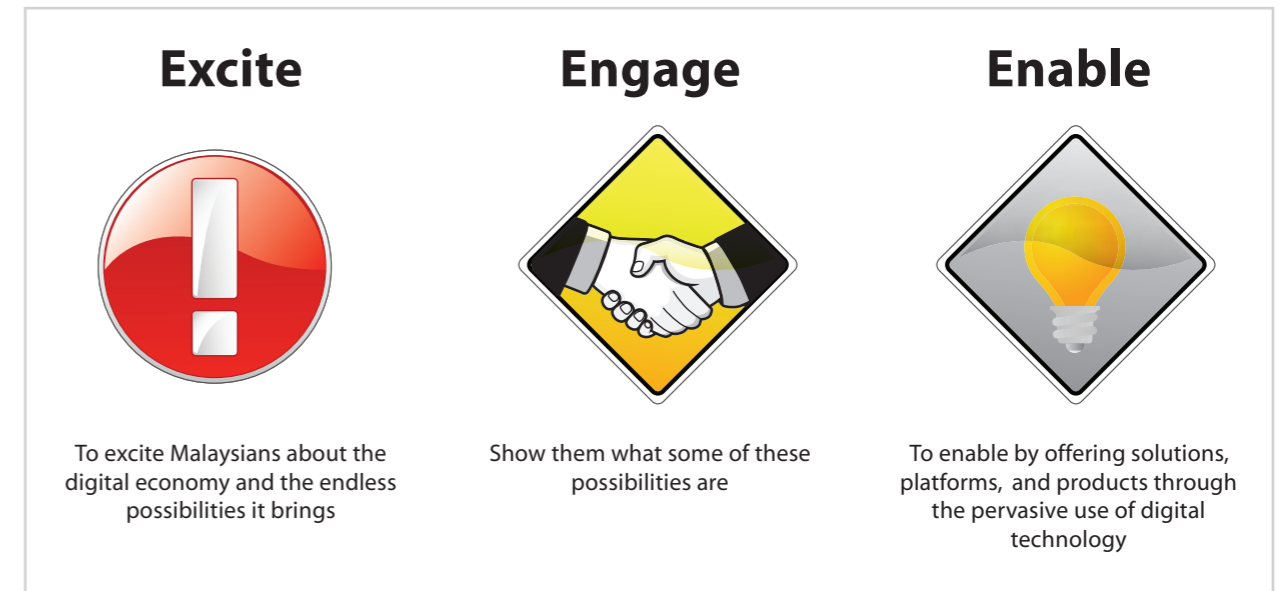 Excite
Engage
Enable
To excite Malaysians about the
digital economy and the endless
possibilities it brings
Show them what some of these
possibilities are
To enable by offering solutions,
platforms, and products through
the pervasive use of digital
technology